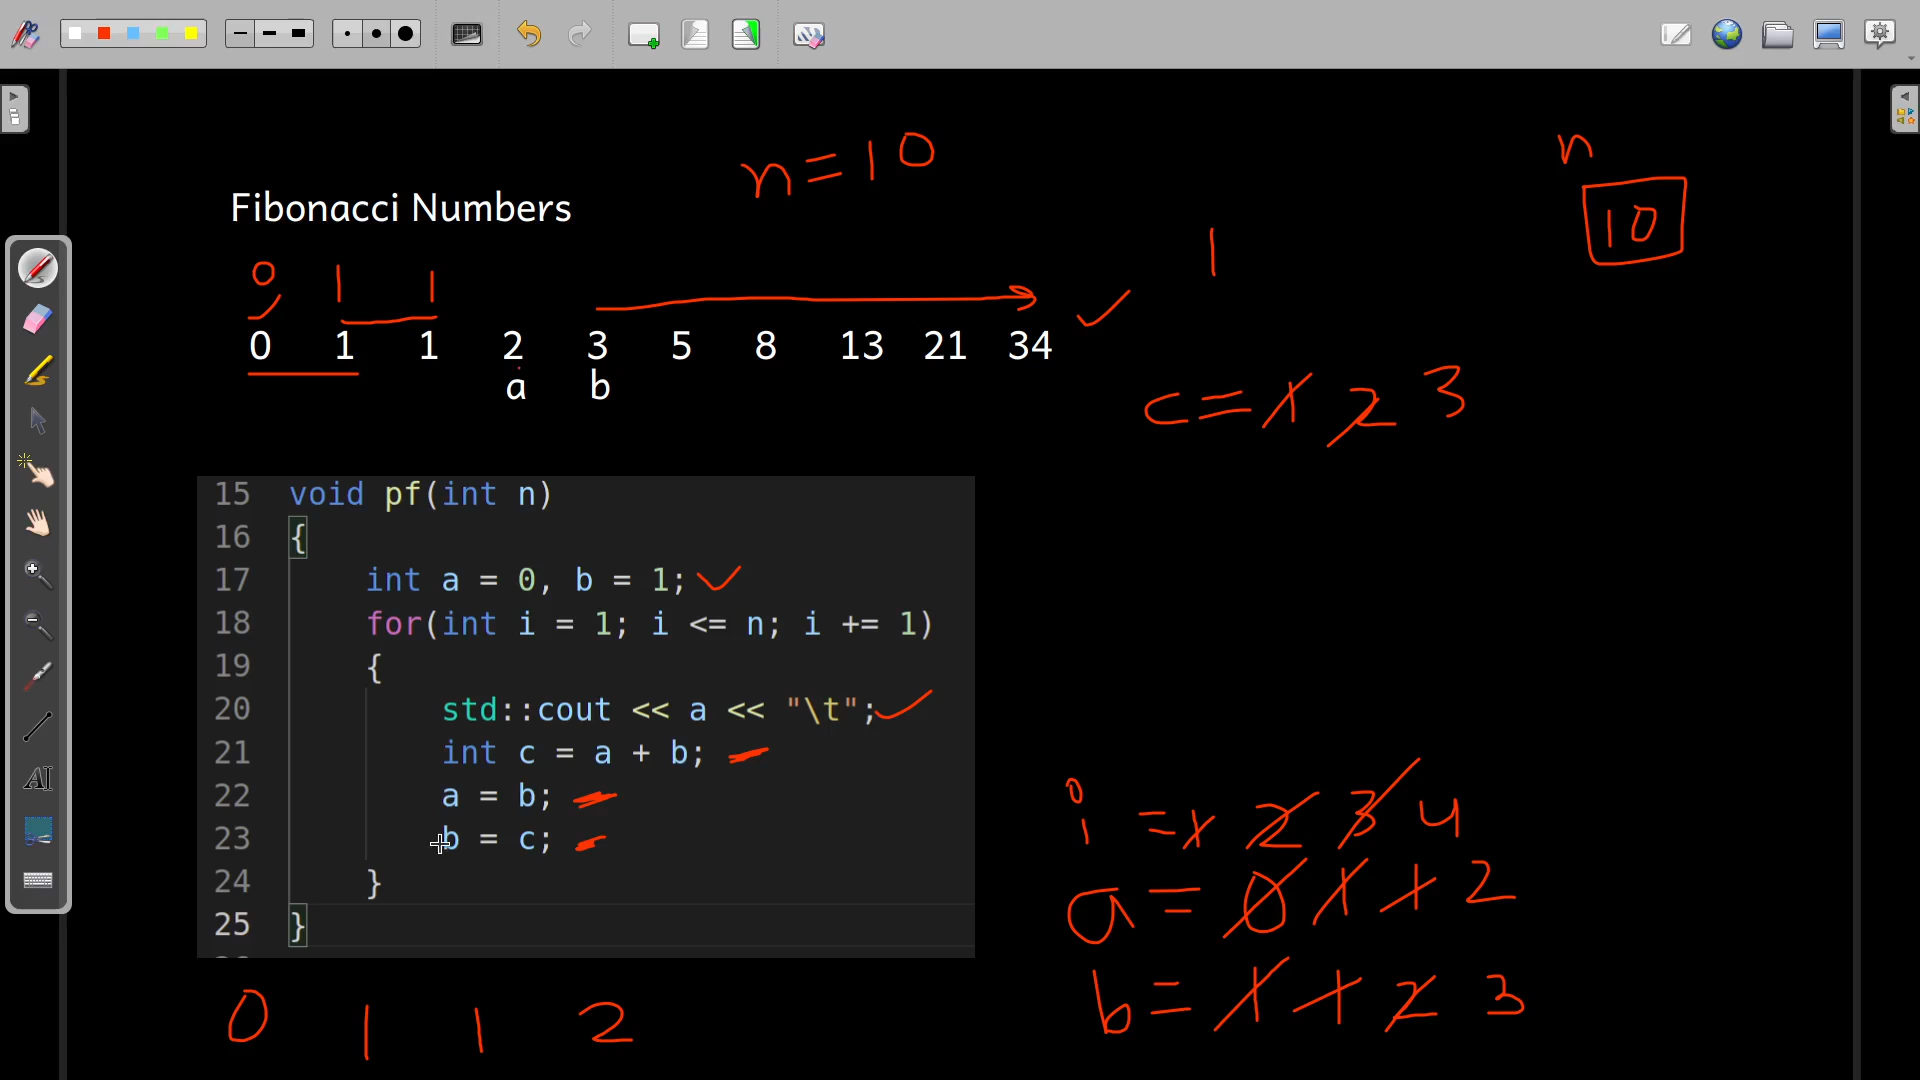 n=10
n
10
Fibonacci Numbers
1
0, 1 1
0 1 1 2 3 5 8 13 21 34
a b
c = 1 2 3
15 void pf(int n)
16 {
17 int a = 0, b = 1;
18 for(int i = 1; i <= n; i += 1)
19 {
20 std::cout << a << "\t";
21 int c = a + b;
22 a = b;
23 b = c;
24 }
25 }
i = 1 2 3 4
a = 0 1 1 2
b = 1 1 2 3
0 1 1 2
AI